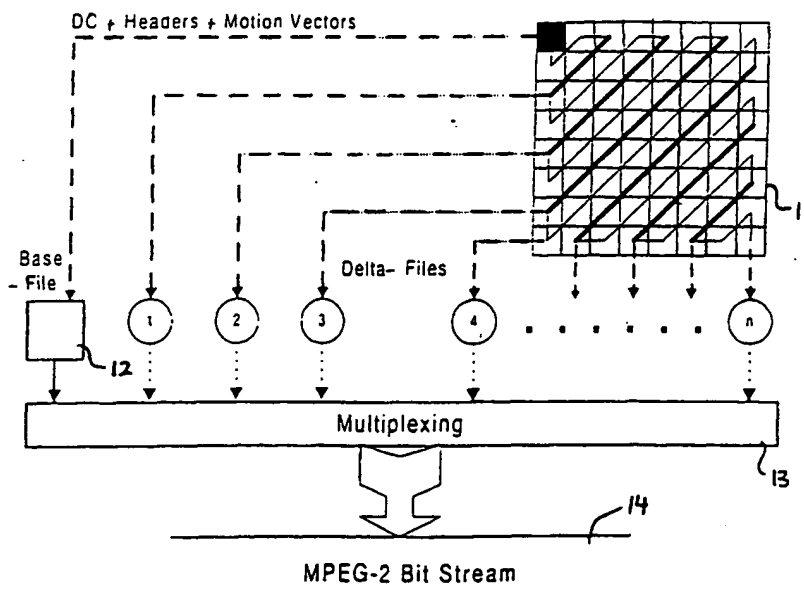 DC + Headers + Motion Vectors
1
Base
- File
Delta- Files
1
2
3
4
n
12
Multiplexing
13
14
MPEG-2 Bit Stream